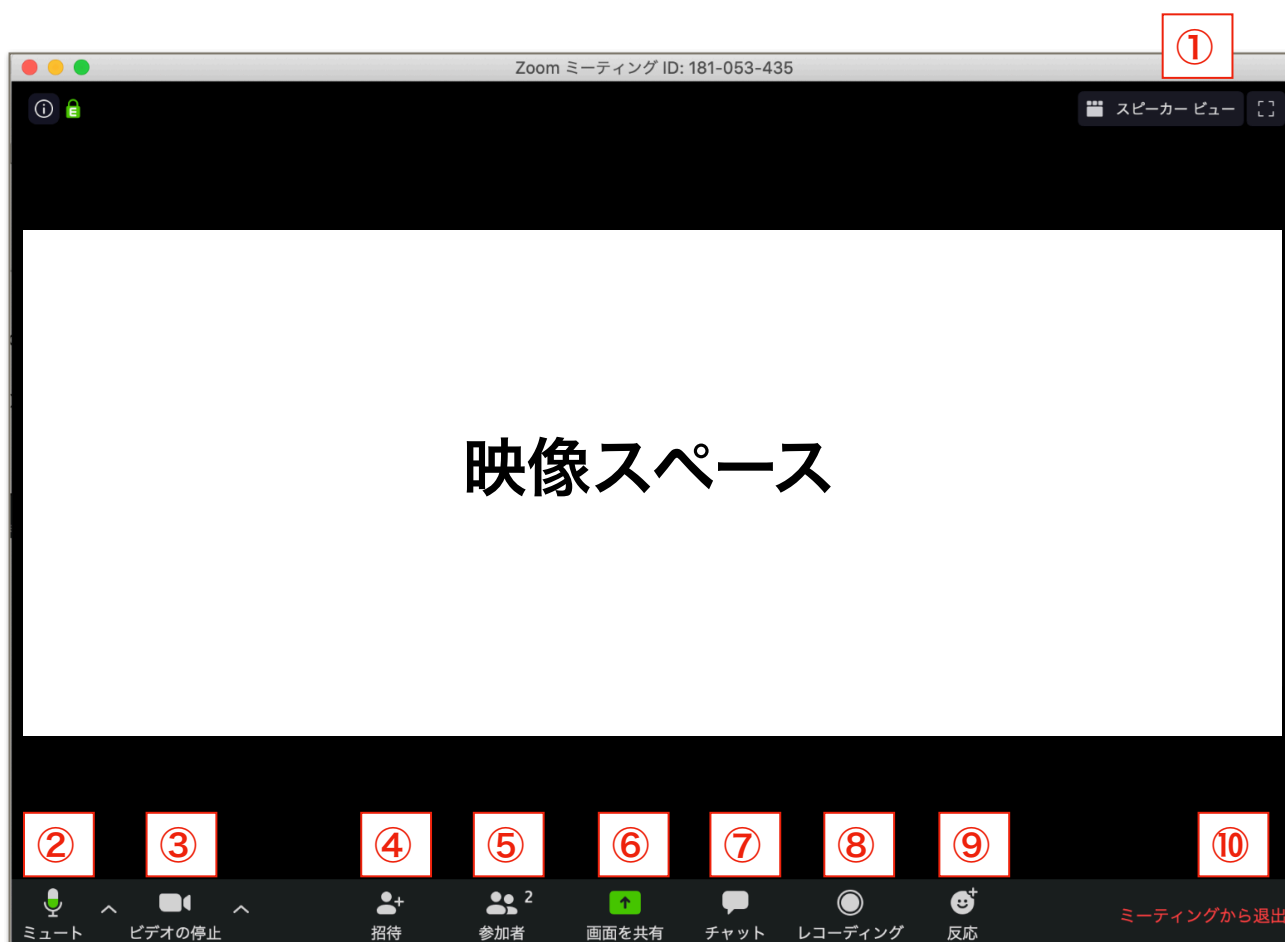 ①
Zoom ミーティング ID: 181-053-435
スピーカー ビュー
映像スペース
② ③ ④ ⑤ ⑥ ⑦ ⑧ ⑨ ⑩
2
ミュート ビデオの停止 招待 参加者 画面を共有 チャット レコーディング 反応 ミーティングから退出